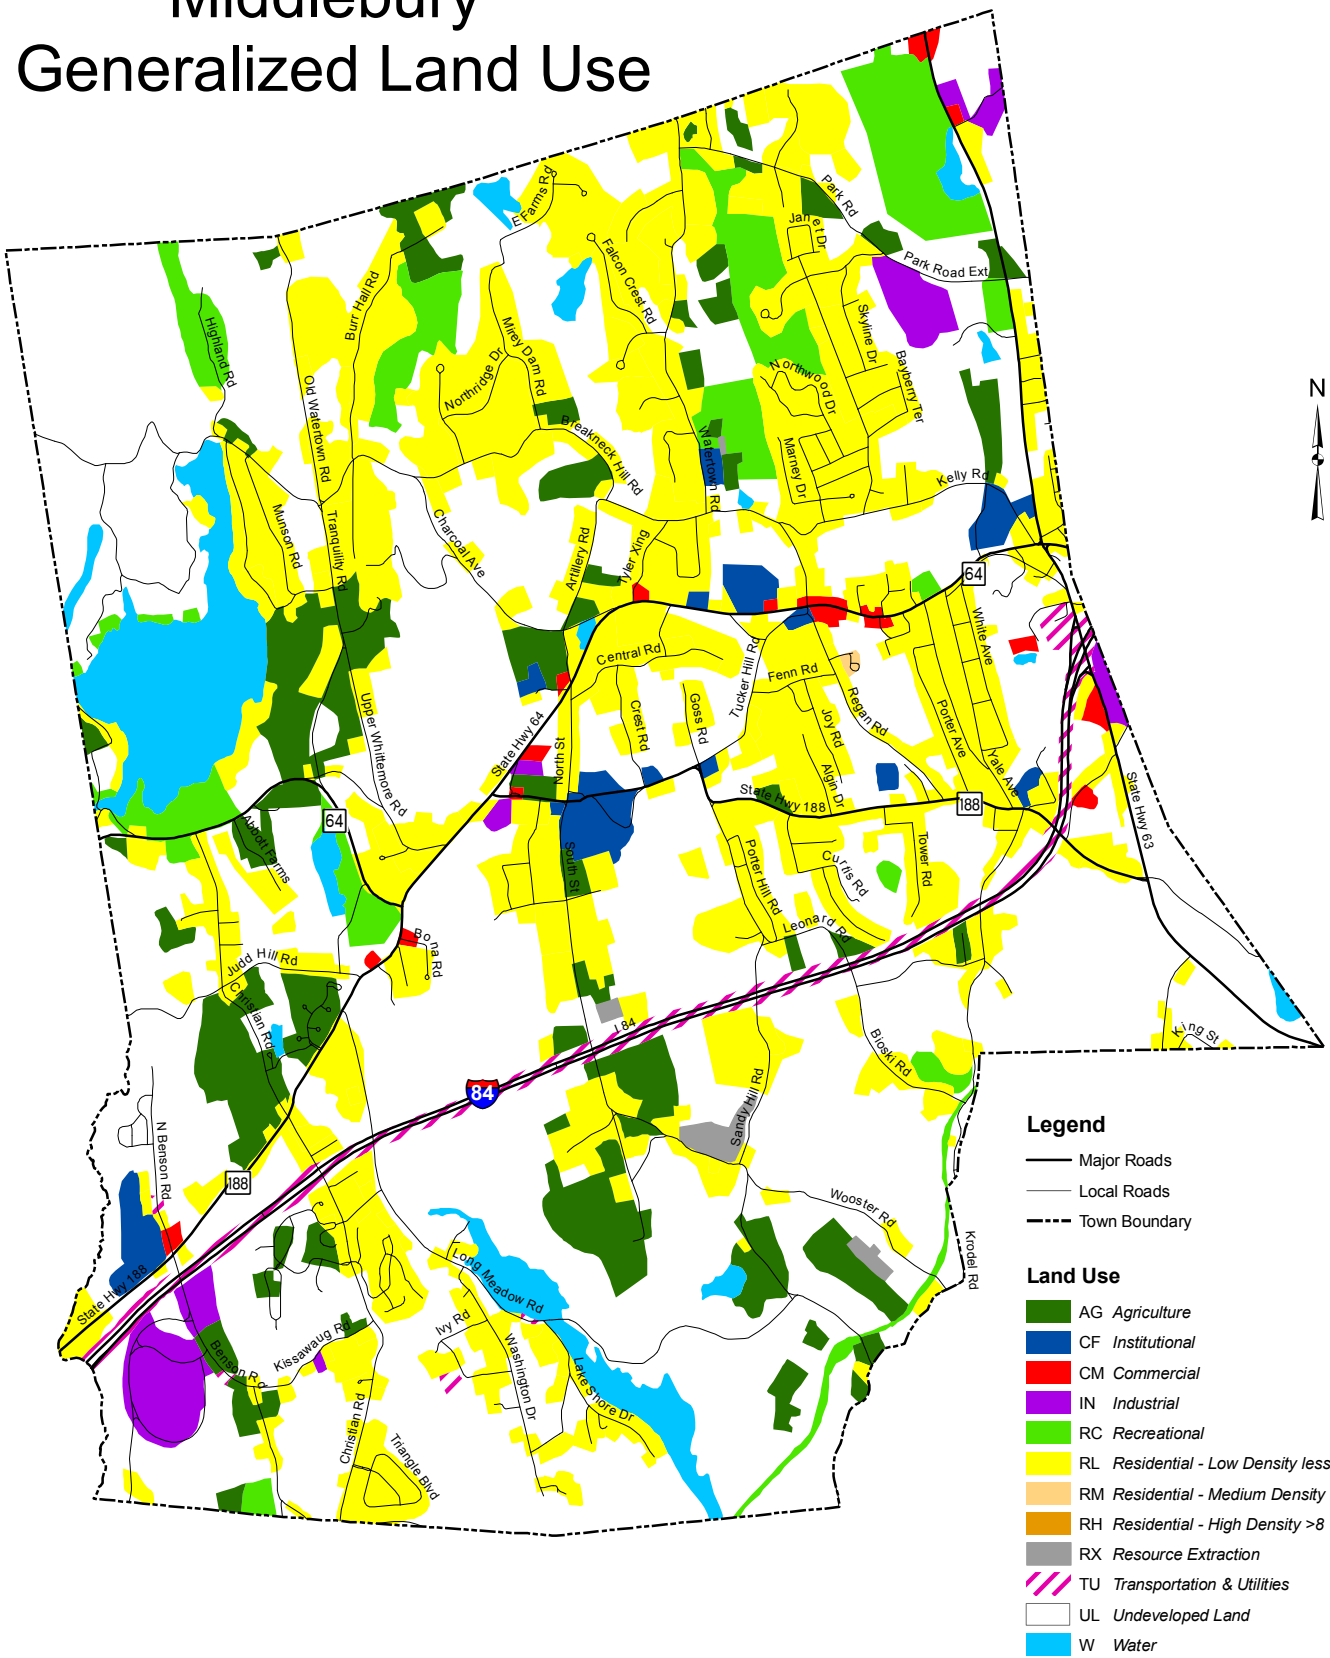 Middlebury
Generalized Land Use
E Farms Rd
Park Rd
Janet Dr
Park Road Ext
Falcon Crest Rd
Burr Hall Rd
Highland Rd
Mirey Dam Rd
Northridge Dr
Skyline Dr
Bayberry Ter
Northwood Dr
Old Watertown Rd
Breakneck Hill Rd
Watertown Rd
Marney Dr
Kelly Rd
N
Munson Rd
Tranquility Rd
Charcoal Ave
Artillery Rd
Tyler Xing
64
White Ave
Central Rd
Tucker Hill Rd
Fenn Rd
Regan Rd
Crest Rd
Goss Rd
Joy Rd
Porter Ave
Upper Whittemore Rd
State Hwy 64
North St
Algin Dr
Yale Ave
State Hwy 188
188
State Hwy 63
64
Abbott Farms
South St
Porter Hill Rd
Curtis Rd
Tower Rd
Leonard Rd
Bona Rd
Judd Hill Rd
Christian Rd
I 84
King St
Bioski Rd
84
Sandy Hill Rd
N Benson Rd
188
Wooster Rd
Krodel Rd
Long Meadow Rd
State Hwy 188
Ivy Rd
Kissawaug Rd
Benson Rd
Washington Dr
Lake Shore Dr
Christian Rd
Triangle Blvd
Legend
Major Roads
Local Roads
Town Boundary
Land Use
AG Agriculture
CF Institutional
CM Commercial
IN Industrial
RC Recreational
RL Residential - Low Density less
RM Residential - Medium Density
RH Residential - High Density >8
RX Resource Extraction
TU Transportation & Utilities
UL Undeveloped Land
W Water